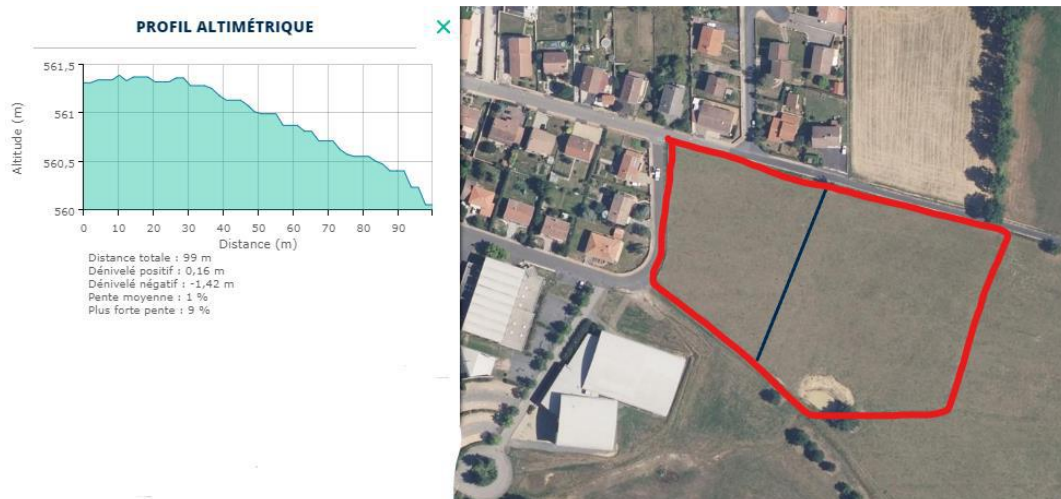 PROFIL ALTIMÉTRIQUE
561,5
561
560,5
560
Altitude (m)
0 10 20 30 40 50 60 70 80 90
Distance (m)
Distance totale : 99 m
Dénivelé positif : 0,16 m
Dénivelé négatif : -1,42 m
Pente moyenne : 1 %
Plus forte pente : 9 %